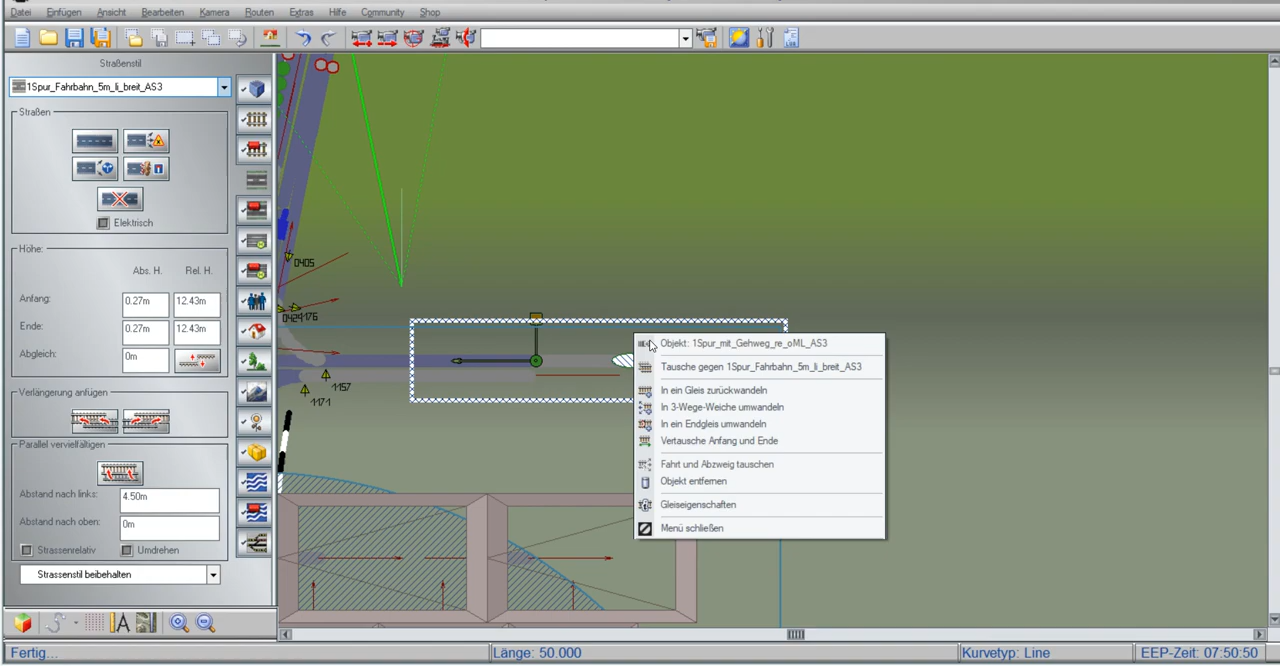 Datei Einfügen Ansicht Bearbeiten Kamera Routen Extras Hilfe Community Shop
Straßenstil
1Spur_Fahrbahn_5m_li_breit_AS3
Straßen
Elektrisch
Höhe:
Abs. H. Rel. H.
Anfang: 0.27m 12.43m
Ende: 0.27m 12.43m
Abgleich: 0m
Verlängerung anfügen
Parallel vervielfältigen
Abstand nach links: 4.50m
Abstand nach oben: 0m
Strassenrelativ Umdrehen
Strassenstil beibehalten
0405
1157
1171
Objekt: 1Spur_mit_Gehweg_re_oML_AS3
Tausche gegen 1Spur_Fahrbahn_5m_li_breit_AS3
In ein Gleis zurückwandeln
In 3-Wege-Weiche umwandeln
In ein Endgleis umwandeln
Vertausche Anfang und Ende
Fahrt und Abzweig tauschen
Objekt entfernen
Gleiseigenschaften
Menü schließen
Fertig... Länge: 50.000 Kurvetyp: Line EEP-Zeit: 07:50:50